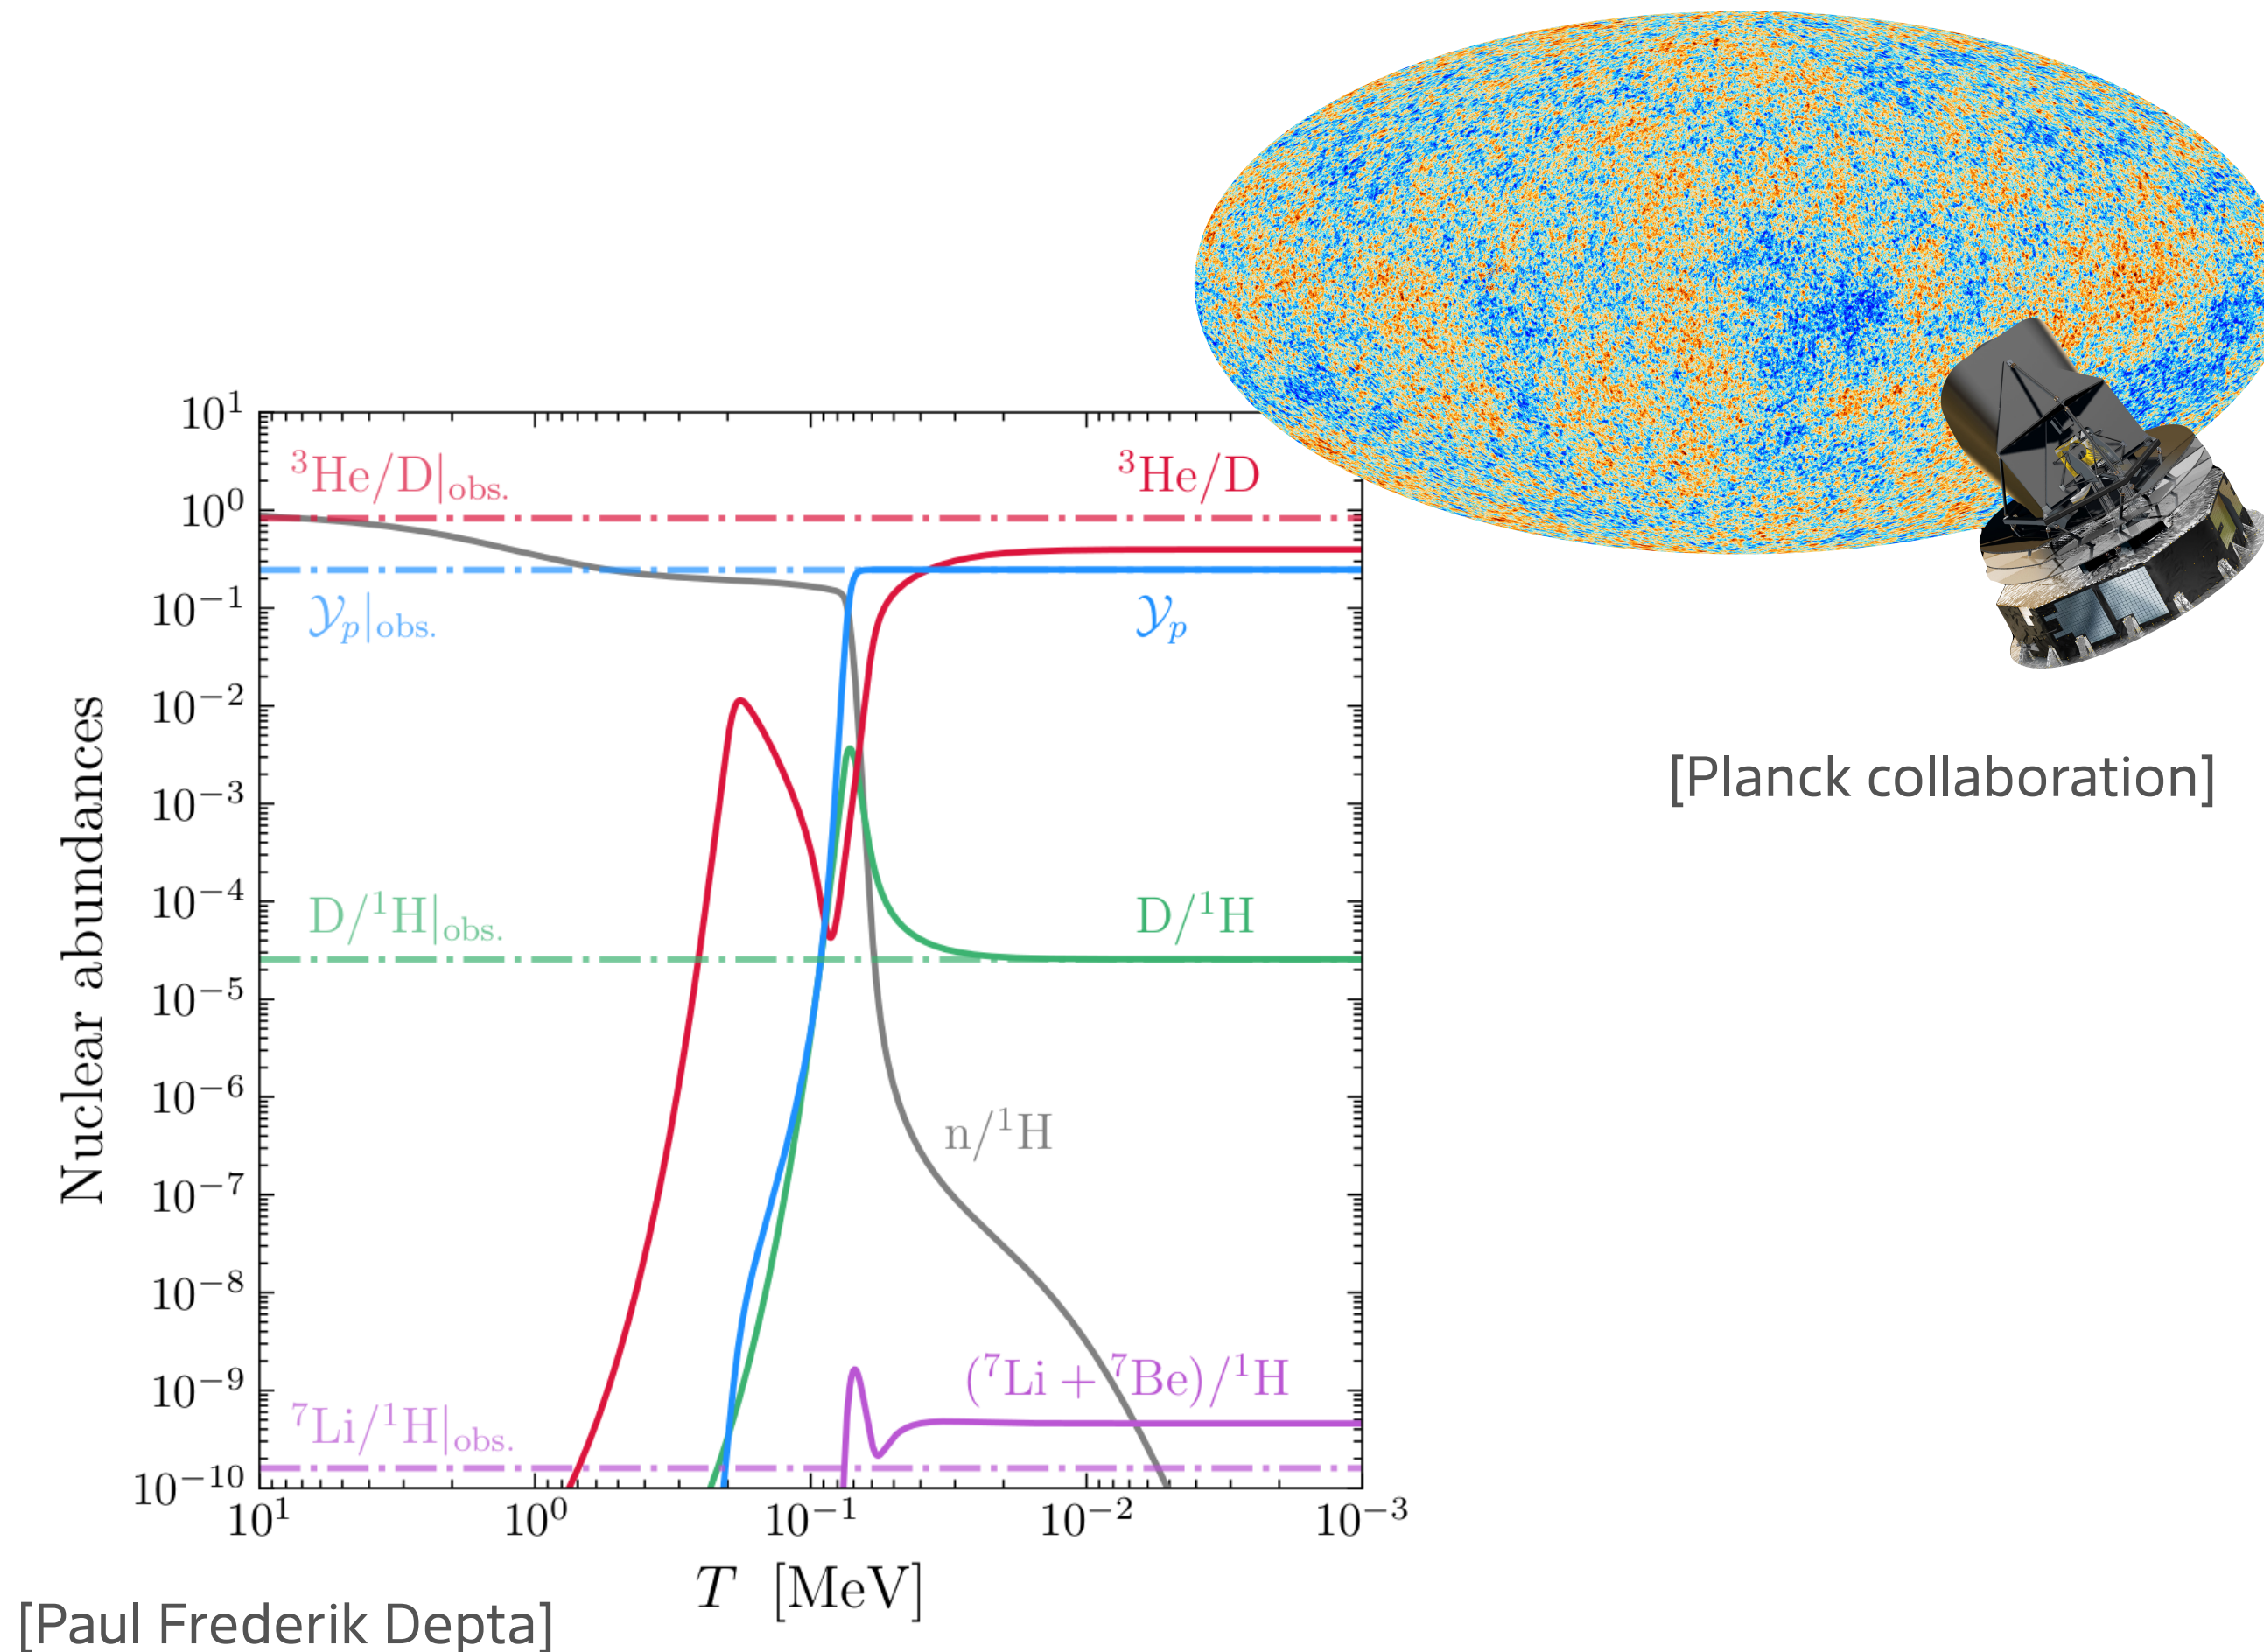 10¹
10⁰
10⁻¹
10⁻²
10⁻³
10⁻⁴
10⁻⁵
10⁻⁶
10⁻⁷
10⁻⁸
10⁻⁹
10⁻¹⁰
Nuclear abundances
³He/D|obs.
³He/D
𝒴p|obs.
𝒴p
D/¹H|obs.
D/¹H
n/¹H
(⁷Li + ⁷Be)/¹H
⁷Li/¹H|obs.
10¹ 10⁰ 10⁻¹ 10⁻² 10⁻³
T [MeV]
[Planck collaboration]
[Paul Frederik Depta]